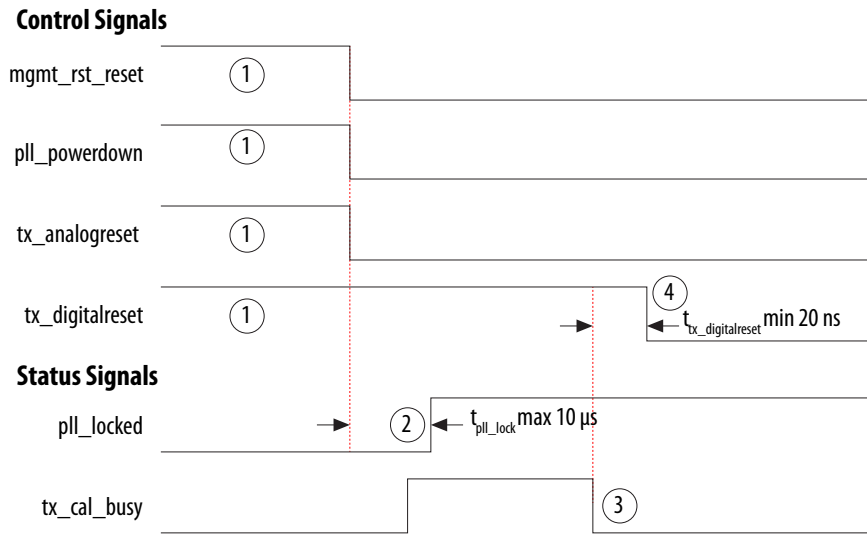 Control Signals
mgmt_rst_reset 1
pll_powerdown 1
tx_analogreset 1
tx_digitalreset 1 4
t_tx_digitalreset min 20 ns
Status Signals
pll_locked 2 t_pll_lock max 10 µs
tx_cal_busy 3